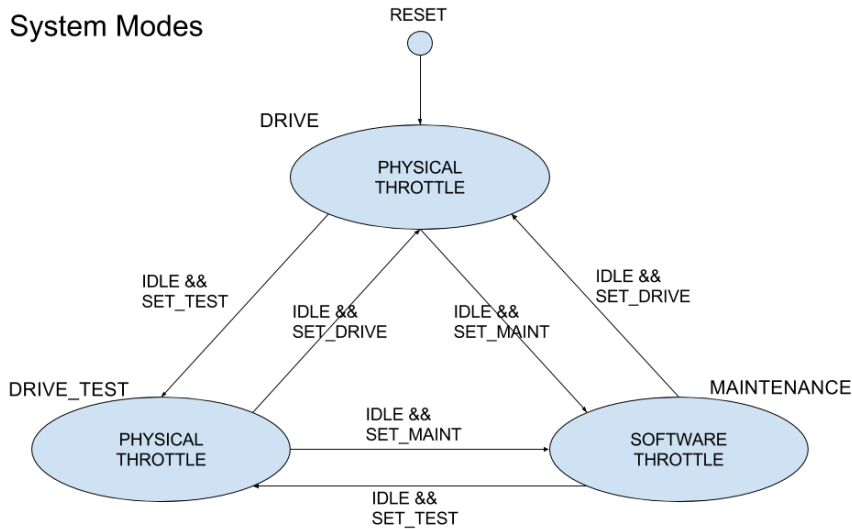 System Modes
RESET
DRIVE
PHYSICAL
THROTTLE
IDLE &&
SET_TEST
IDLE &&
SET_DRIVE
IDLE &&
SET_MAINT
IDLE &&
SET_DRIVE
DRIVE_TEST
MAINTENANCE
PHYSICAL
THROTTLE
IDLE &&
SET_MAINT
SOFTWARE
THROTTLE
IDLE &&
SET_TEST